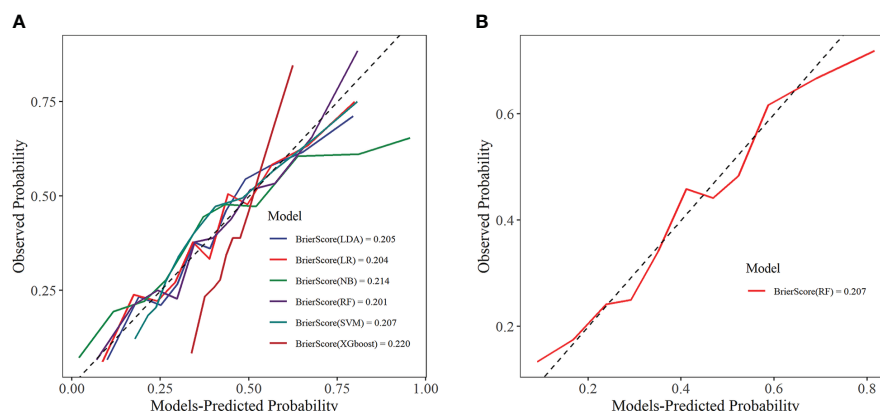 A
Observed Probability
0.75
0.50
0.25
0.00
0.25
0.50
0.75
1.00
Models-Predicted Probability
Model
BrierScore(LDA) = 0.205
BrierScore(LR) = 0.204
BrierScore(NB) = 0.214
BrierScore(RF) = 0.201
BrierScore(SVM) = 0.207
BrierScore(XGboost) = 0.220
B
Observed Probability
0.6
0.4
0.2
0.2
0.4
0.6
0.8
Models-Predicted Probability
Model
BrierScore(RF) = 0.207